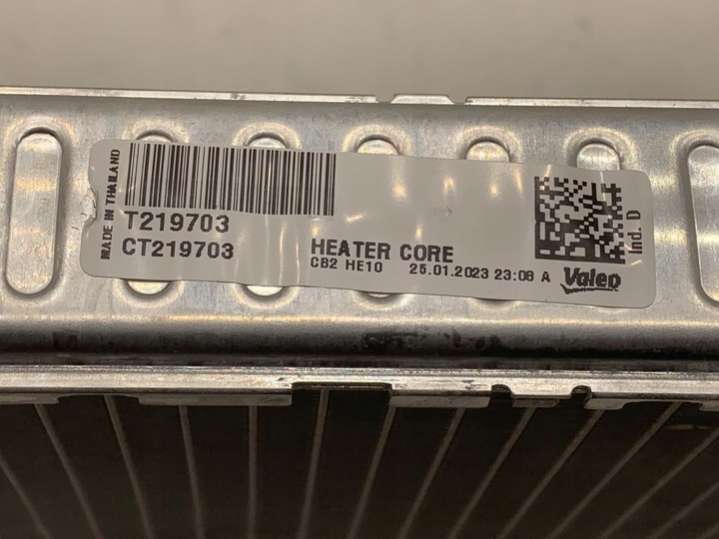 MADE IN THAILAND
T219703
CT219703
HEATER CORE
CB2 HE10 25.01.2023 23:08 A
Valeo
Ind. D